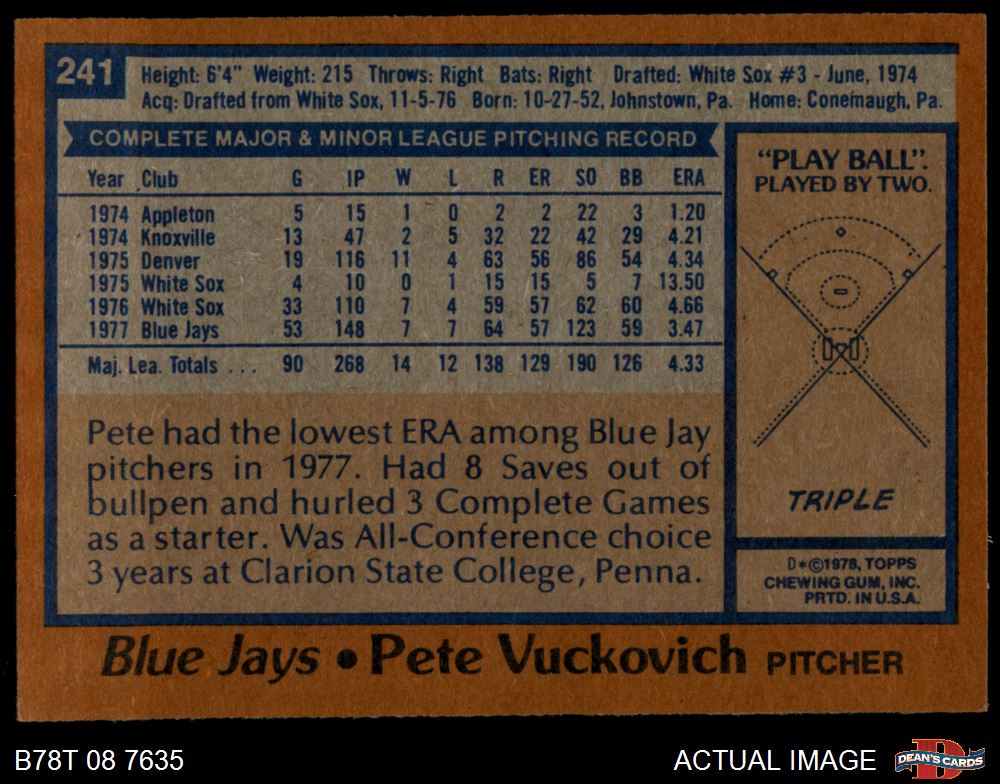 241
Height: 6'4" Weight: 215 Throws: Right Bats: Right Drafted: White Sox #3 - June, 1974
Acq: Drafted from White Sox, 11-5-76 Born: 10-27-52, Johnstown, Pa. Home: Conemaugh, Pa.
COMPLETE MAJOR & MINOR LEAGUE PITCHING RECORD
Year Club G IP W L R ER SO BB ERA
1974 Appleton 5 15 1 0 2 2 22 3 1.20
1974 Knoxville 13 47 2 5 32 22 42 29 4.21
1975 Denver 19 116 11 4 63 56 86 54 4.34
1975 White Sox 4 10 0 1 15 15 5 7 13.50
1976 White Sox 33 110 7 4 59 57 62 60 4.66
1977 Blue Jays 53 148 7 7 64 57 123 59 3.47
Maj. Lea. Totals ... 90 268 14 12 138 129 190 126 4.33
Pete had the lowest ERA among Blue Jay
pitchers in 1977. Had 8 Saves out of
bullpen and hurled 3 Complete Games
as a starter. Was All-Conference choice
3 years at Clarion State College, Penna.
"PLAY BALL".
PLAYED BY TWO.
TRIPLE
D*©1978, TOPPS
CHEWING GUM, INC.
PRTD. IN U.S.A.
Blue Jays • Pete Vuckovich PITCHER
B78T 08 7635
ACTUAL IMAGE
D
DEAN'S CARDS